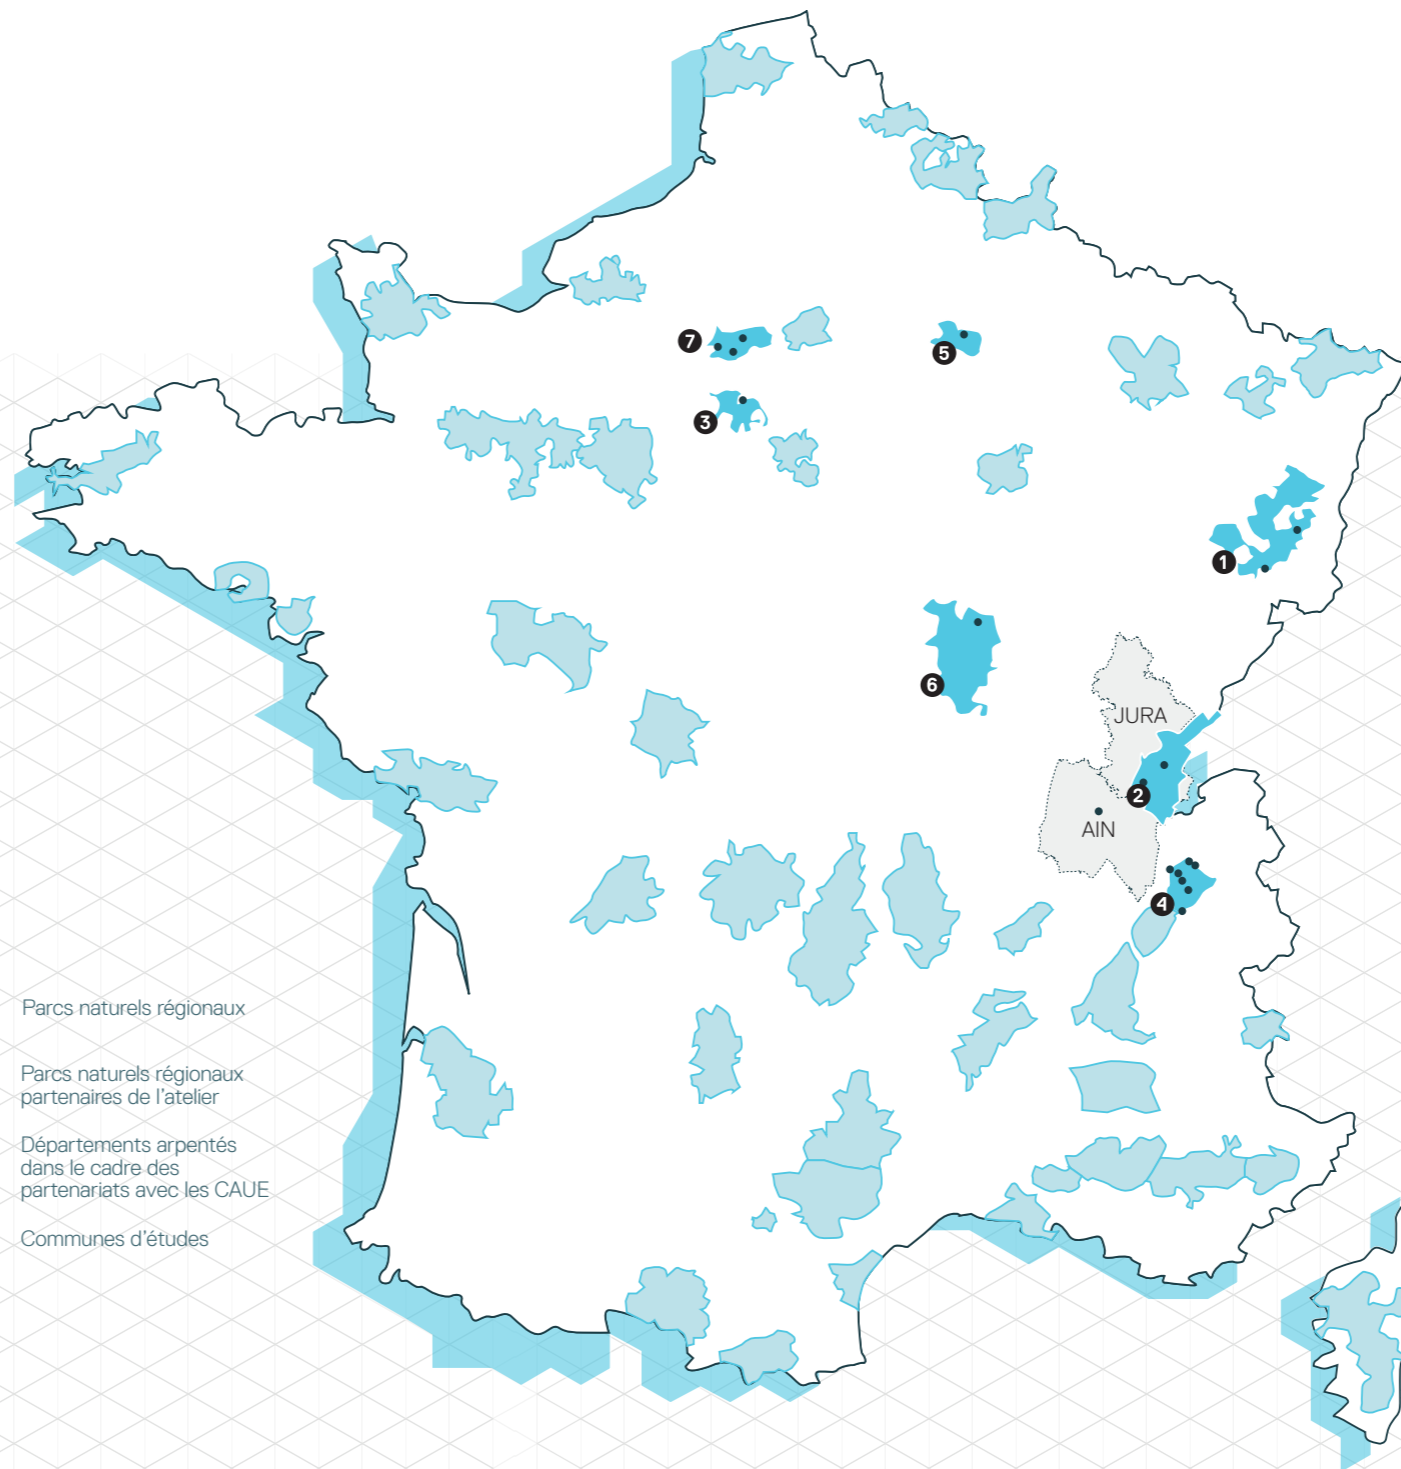 7
5
3
1
6
JURA
2
AIN
4
Parcs naturels régionaux
Parcs naturels régionaux
partenaires de l'atelier
Départements arpentés
dans le cadre des
partenariats avec les CAUE
Communes d'études